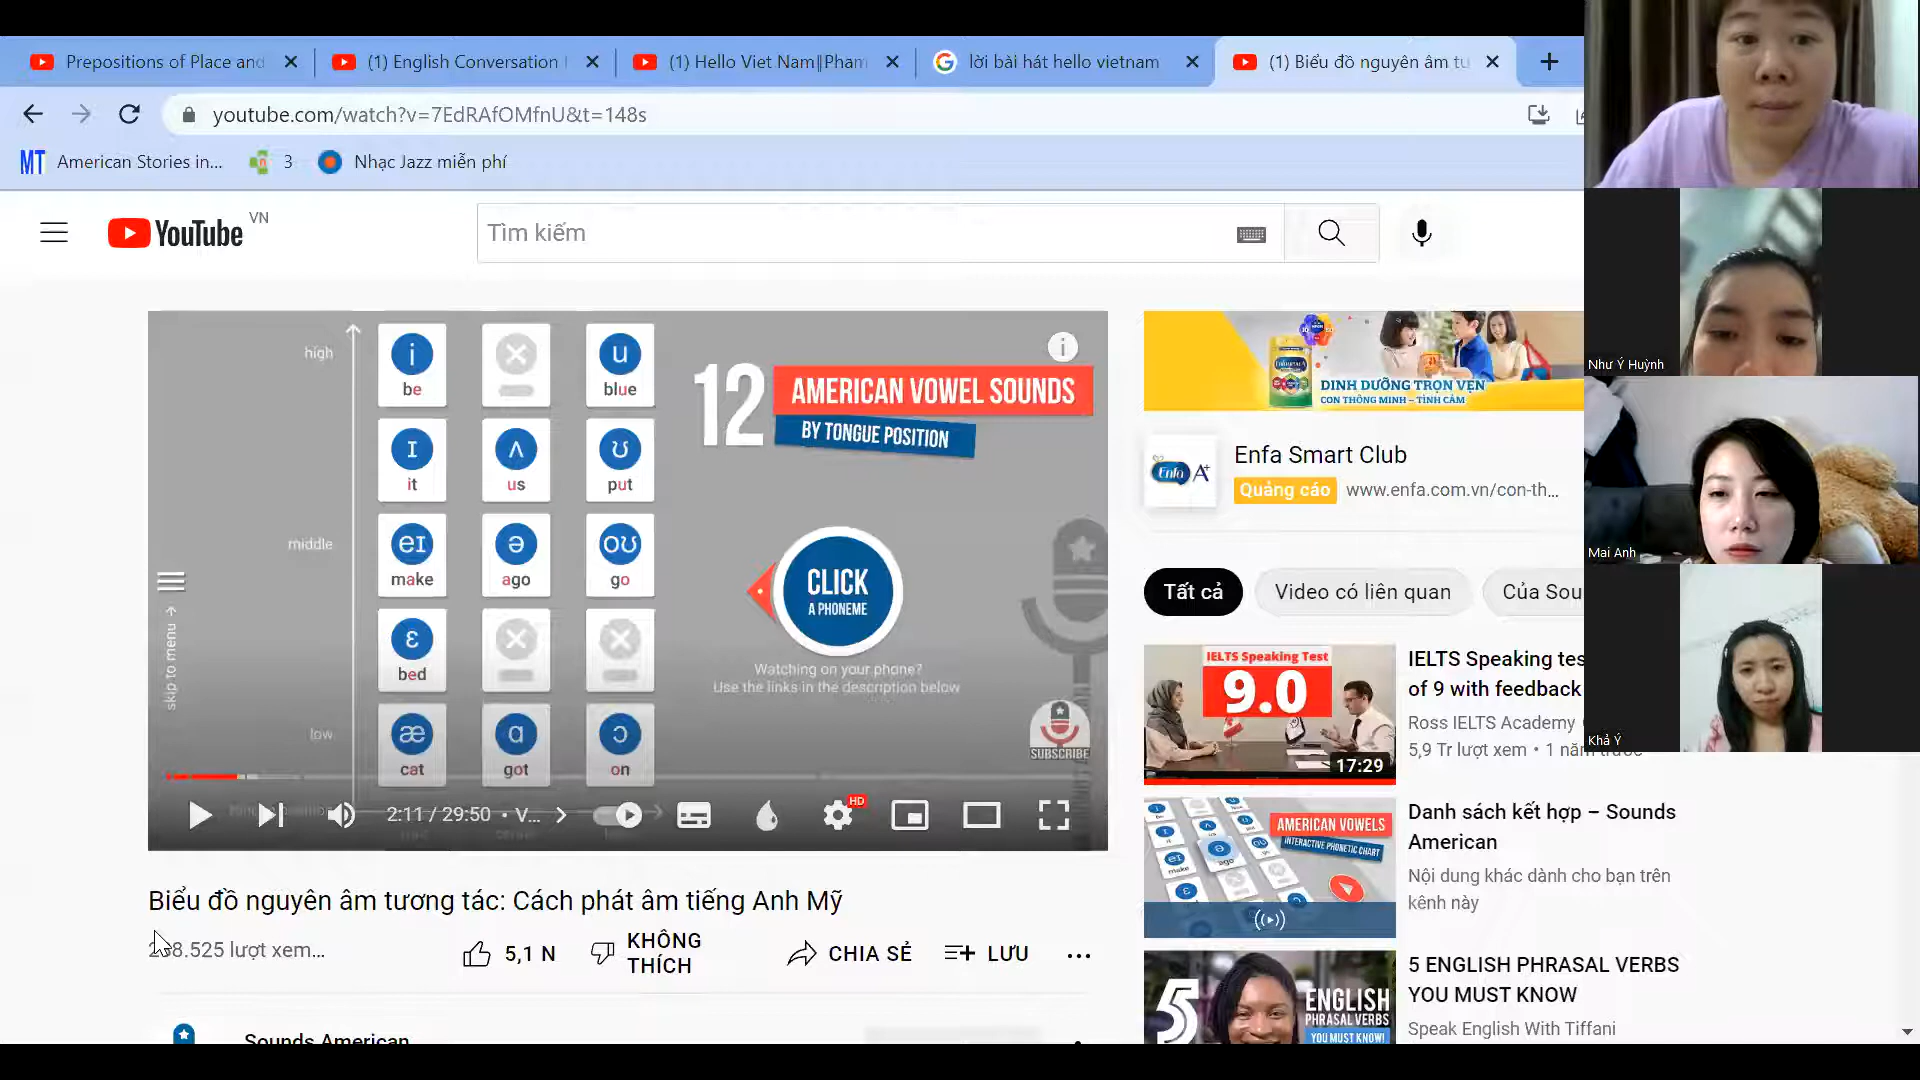 Prepositions of Place and
(1) English Conversation
(1) Hello Viet Nam||Pham
lời bài hát hello vietnam
(1) Biểu đồ nguyên âm tư
youtube.com/watch?v=7EdRAfOMfnU&t=148s
MT American Stories in...
3
Nhạc Jazz miễn phí
YouTube VN
Tìm kiếm
high
middle
low
skip to menu
i
be
u
blue
ɪ
it
ʌ
us
ʊ
put
eɪ
make
ə
ago
oʊ
go
ɛ
bed
æ
cat
ɑ
got
ɔ
on
12 AMERICAN VOWEL SOUNDS
BY TONGUE POSITION
CLICK
A PHONEME
Watching on your phone?
Use the links in the description below
SUBSCRIBE
2:11 / 29:50 • V...
HD
Biểu đồ nguyên âm tương tác: Cách phát âm tiếng Anh Mỹ
lượt xem...
5,1 N
KHÔNG
THÍCH
CHIA SẺ
LƯU
Sounds American
DINH DƯỠNG TRỌN VẸN
CON THÔNG MINH – TÌNH CẢM
Enfa A+
Enfa Smart Club
Quảng cáo
www.enfa.com.vn/con-th...
Tất cả
Video có liên quan
Của Sou
IELTS Speaking Test
9.0
17:29
IELTS Speaking tes
of 9 with feedback
Ross IELTS Academy
5,9 Tr lượt xem • 1 năm trước
AMERICAN VOWELS
INTERACTIVE PHONETIC CHART
Danh sách kết hợp – Sounds
American
Nội dung khác dành cho bạn trên
kênh này
5 ENGLISH
PHRASAL VERBS
YOU MUST KNOW!
5 ENGLISH PHRASAL VERBS
YOU MUST KNOW
Speak English With Tiffani
Như Ý Huỳnh
Mai Anh
Khả Ý